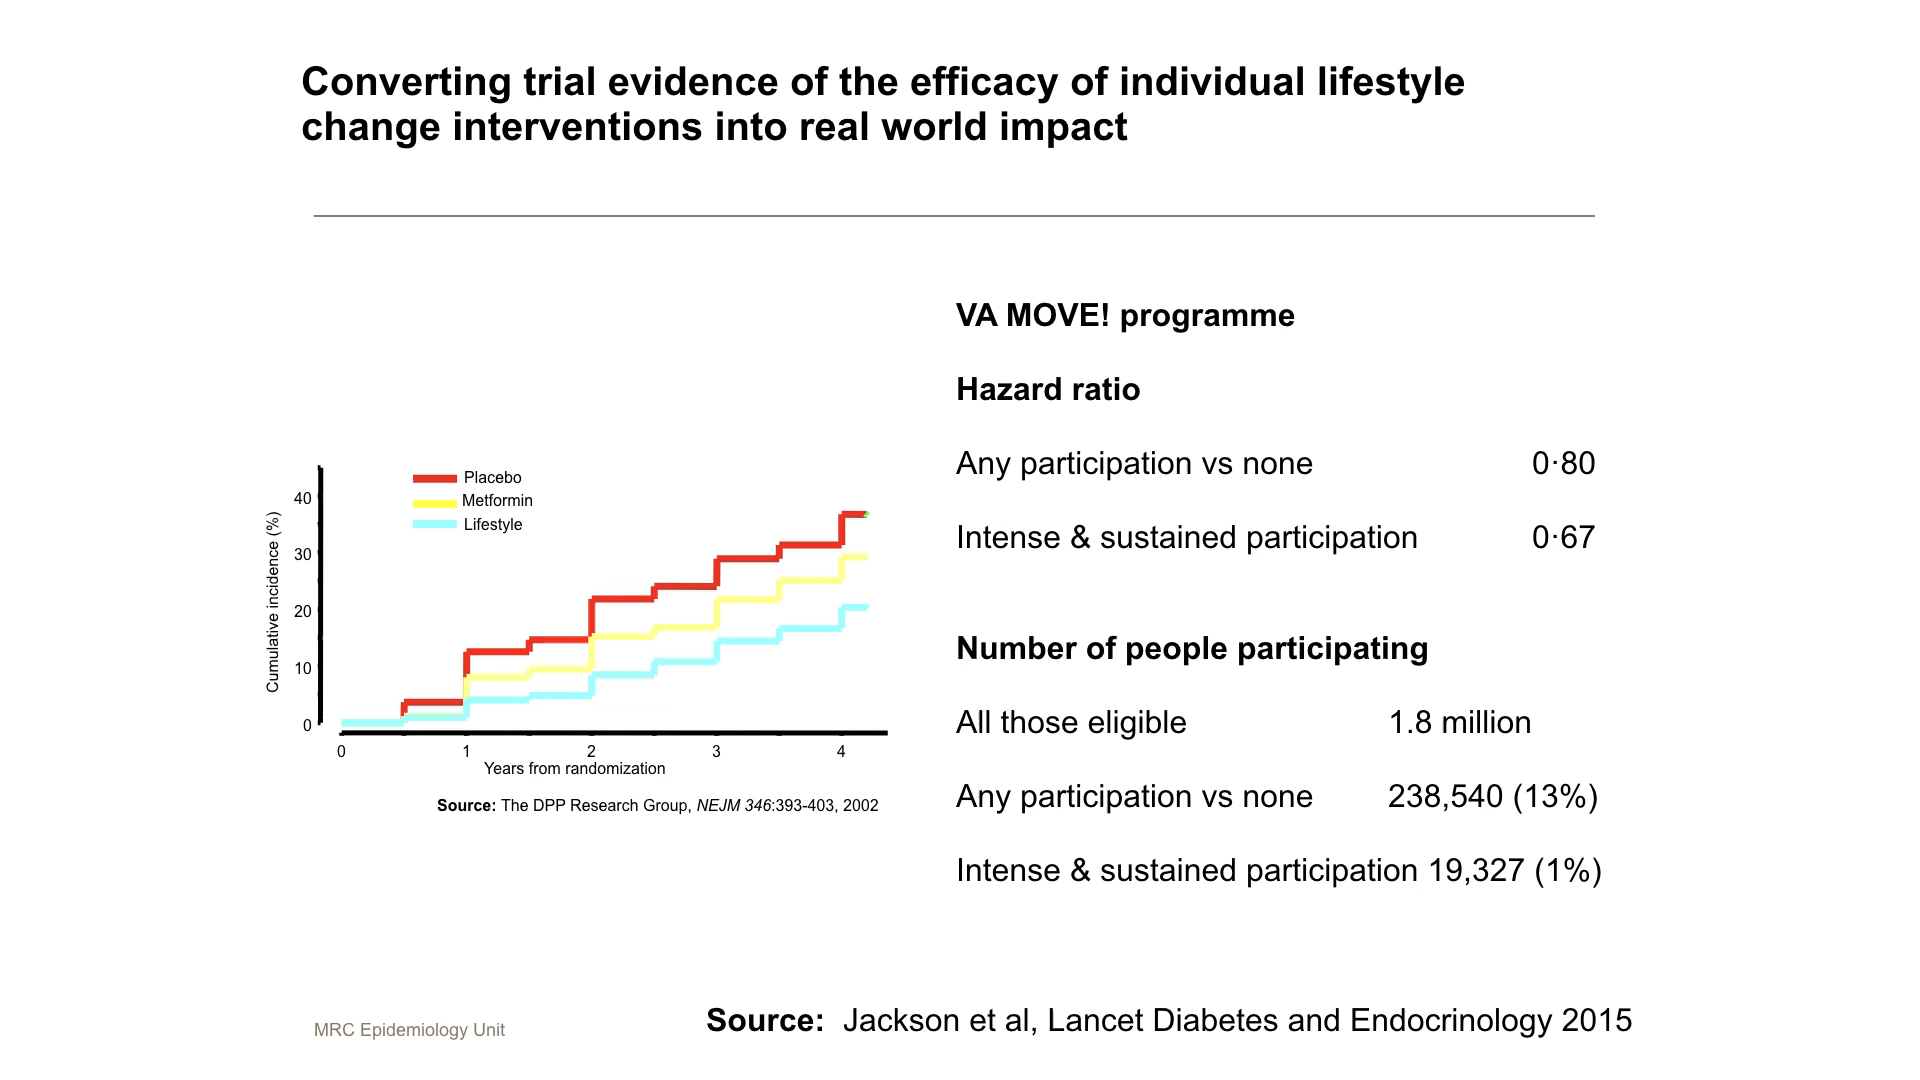 Converting trial evidence of the efficacy of individual lifestyle
change interventions into real world impact
Placebo
Metformin
Lifestyle
Cumulative incidence (%)
40
30
20
10
0
0 1 2 3 4
Years from randomization
Source: The DPP Research Group, NEJM 346:393-403, 2002
VA MOVE! programme
Hazard ratio
Any participation vs none 0·80
Intense & sustained participation 0·67
Number of people participating
All those eligible 1.8 million
Any participation vs none 238,540 (13%)
Intense & sustained participation 19,327 (1%)
MRC Epidemiology Unit
Source: Jackson et al, Lancet Diabetes and Endocrinology 2015